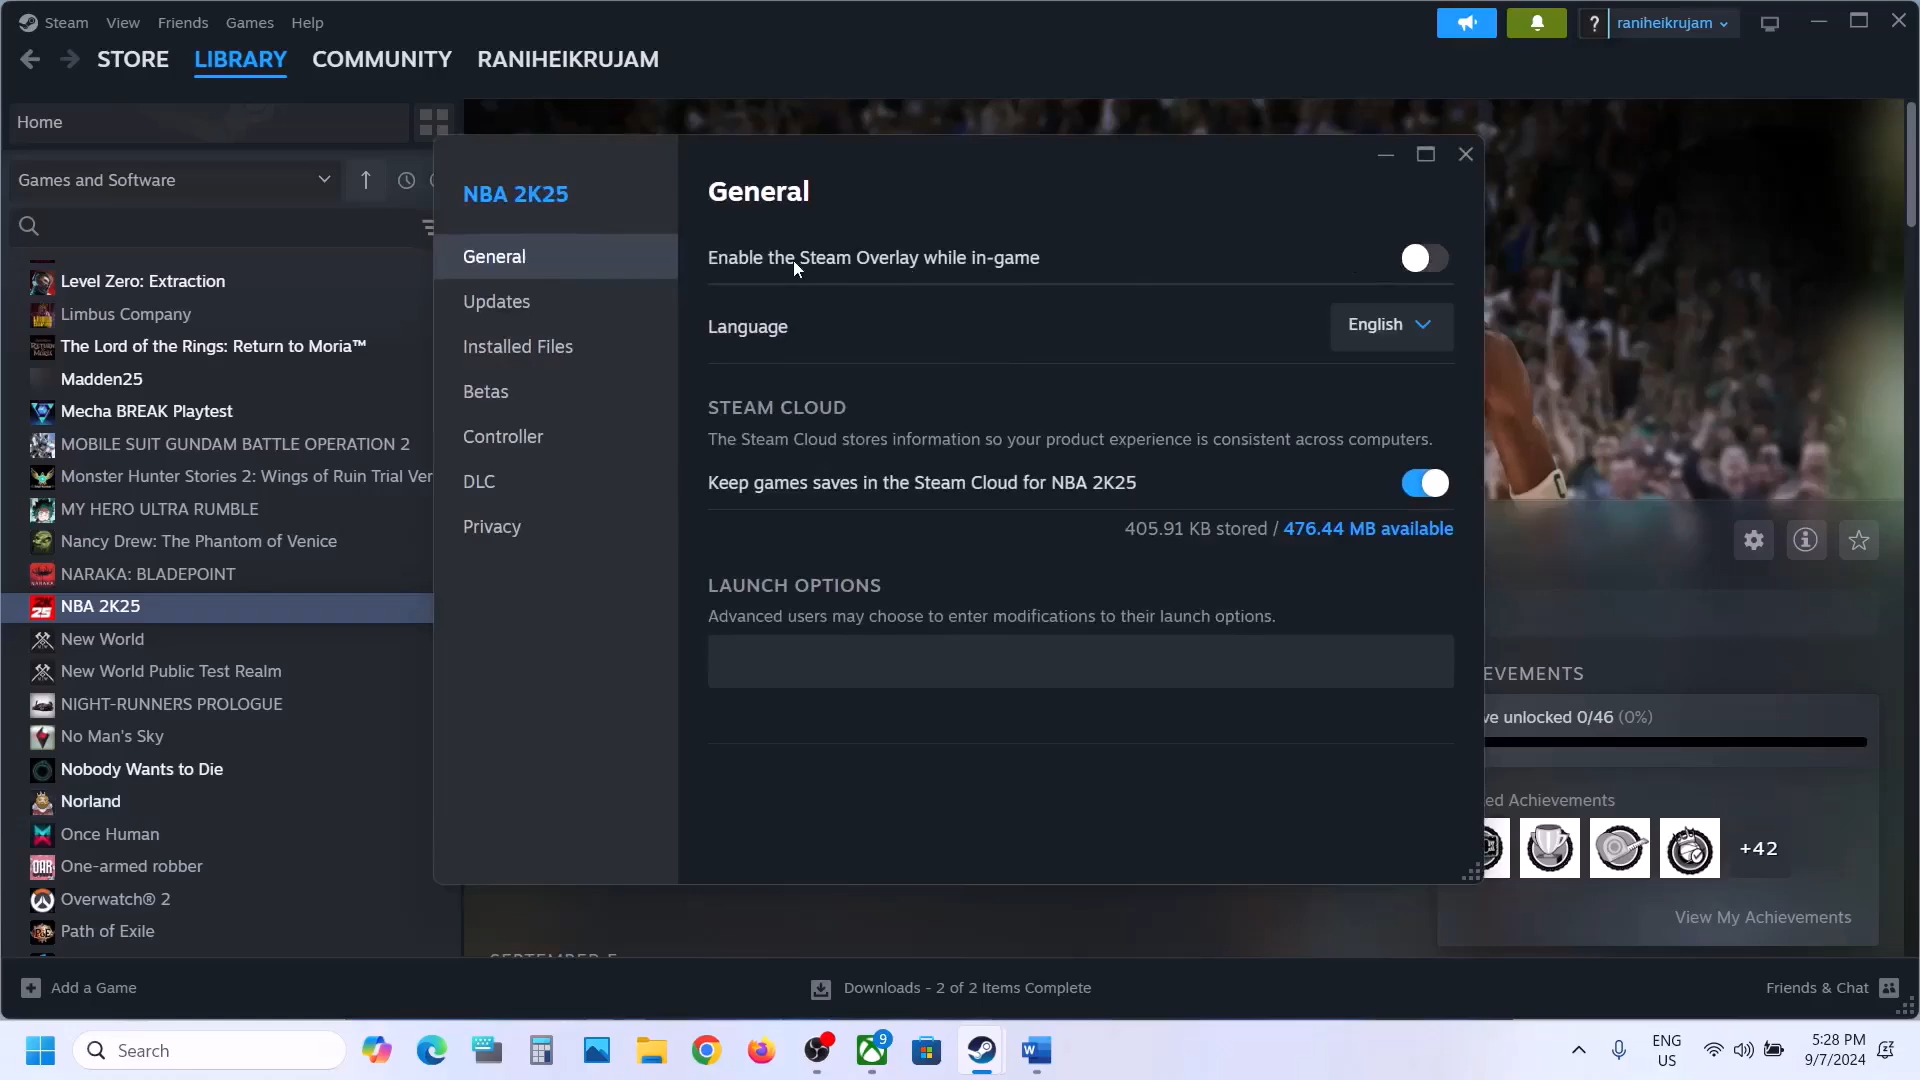 Steam View Friends Games Help
? raniheikrujam
STORE LIBRARY COMMUNITY RANIHEIKRUJAM
Home
Games and Software
Level Zero: Extraction
Limbus Company
The Lord of the Rings: Return to Moria™
Madden25
Mecha BREAK Playtest
MOBILE SUIT GUNDAM BATTLE OPERATION 2
Monster Hunter Stories 2: Wings of Ruin Trial Ver
MY HERO ULTRA RUMBLE
Nancy Drew: The Phantom of Venice
NARAKA: BLADEPOINT
NBA 2K25
New World
New World Public Test Realm
NIGHT-RUNNERS PROLOGUE
No Man's Sky
Nobody Wants to Die
Norland
Once Human
One-armed robber
Overwatch® 2
Path of Exile
NBA 2K25
General
Updates
Installed Files
Betas
Controller
DLC
Privacy
General
Enable the Steam Overlay while in-game
Language English
STEAM CLOUD
The Steam Cloud stores information so your product experience is consistent across computers.
Keep games saves in the Steam Cloud for NBA 2K25
405.91 KB stored / 476.44 MB available
LAUNCH OPTIONS
Advanced users may choose to enter modifications to their launch options.
EVEMENTS
ve unlocked 0/46 (0%)
ed Achievements
+42
View My Achievements
Add a Game
Downloads - 2 of 2 Items Complete
Friends & Chat
Search
9
ENG
US
5:28 PM
9/7/2024